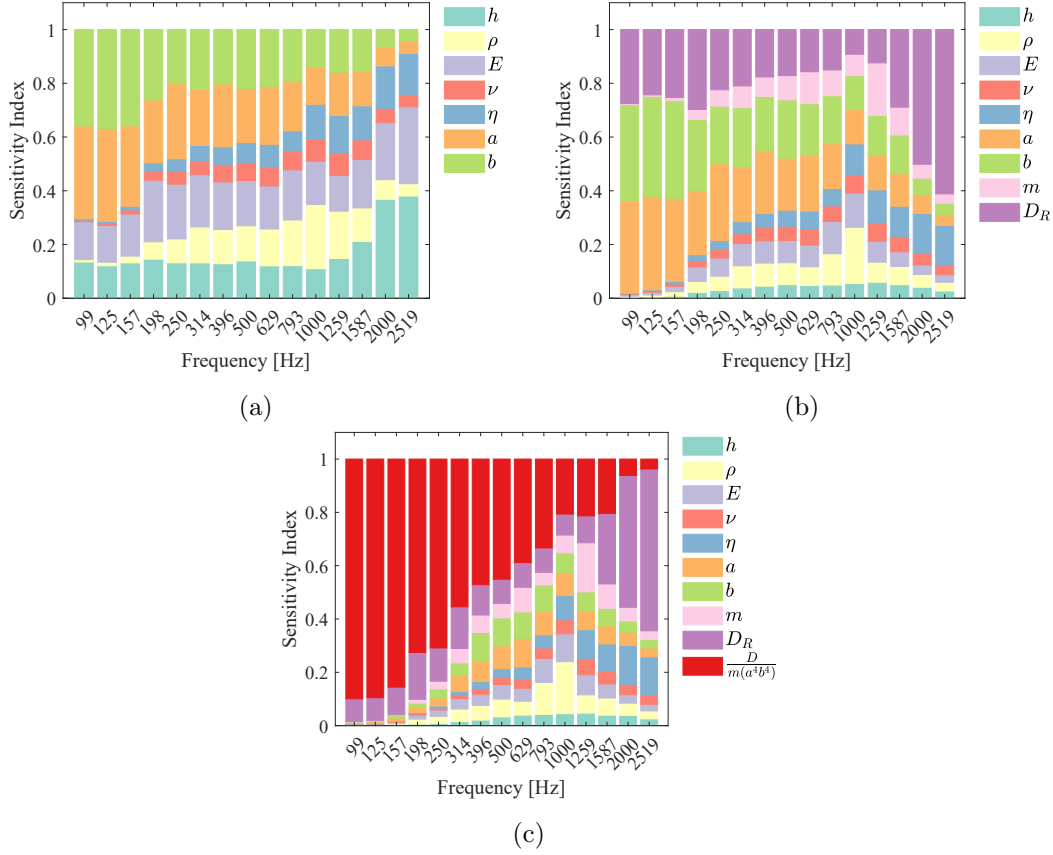 1
0.8
0.6
0.4
0.2
0
Sensitivity Index
99 125 157 198 250 314 396 500 629 793 1000 1259 1587 2000 2519
Frequency [Hz]
h
ρ
E
ν
η
a
b
(a)
1
0.8
0.6
0.4
0.2
0
Sensitivity Index
99 125 157 198 250 314 396 500 629 793 1000 1259 1587 2000 2519
Frequency [Hz]
h
ρ
E
ν
η
a
b
m
D_R
(b)
1
0.8
0.6
0.4
0.2
0
Sensitivity Index
99 125 157 198 250 314 396 500 629 793 1000 1259 1587 2000 2519
Frequency [Hz]
h
ρ
E
ν
η
a
b
m
D_R
D
m(a⁴b⁴)
(c)